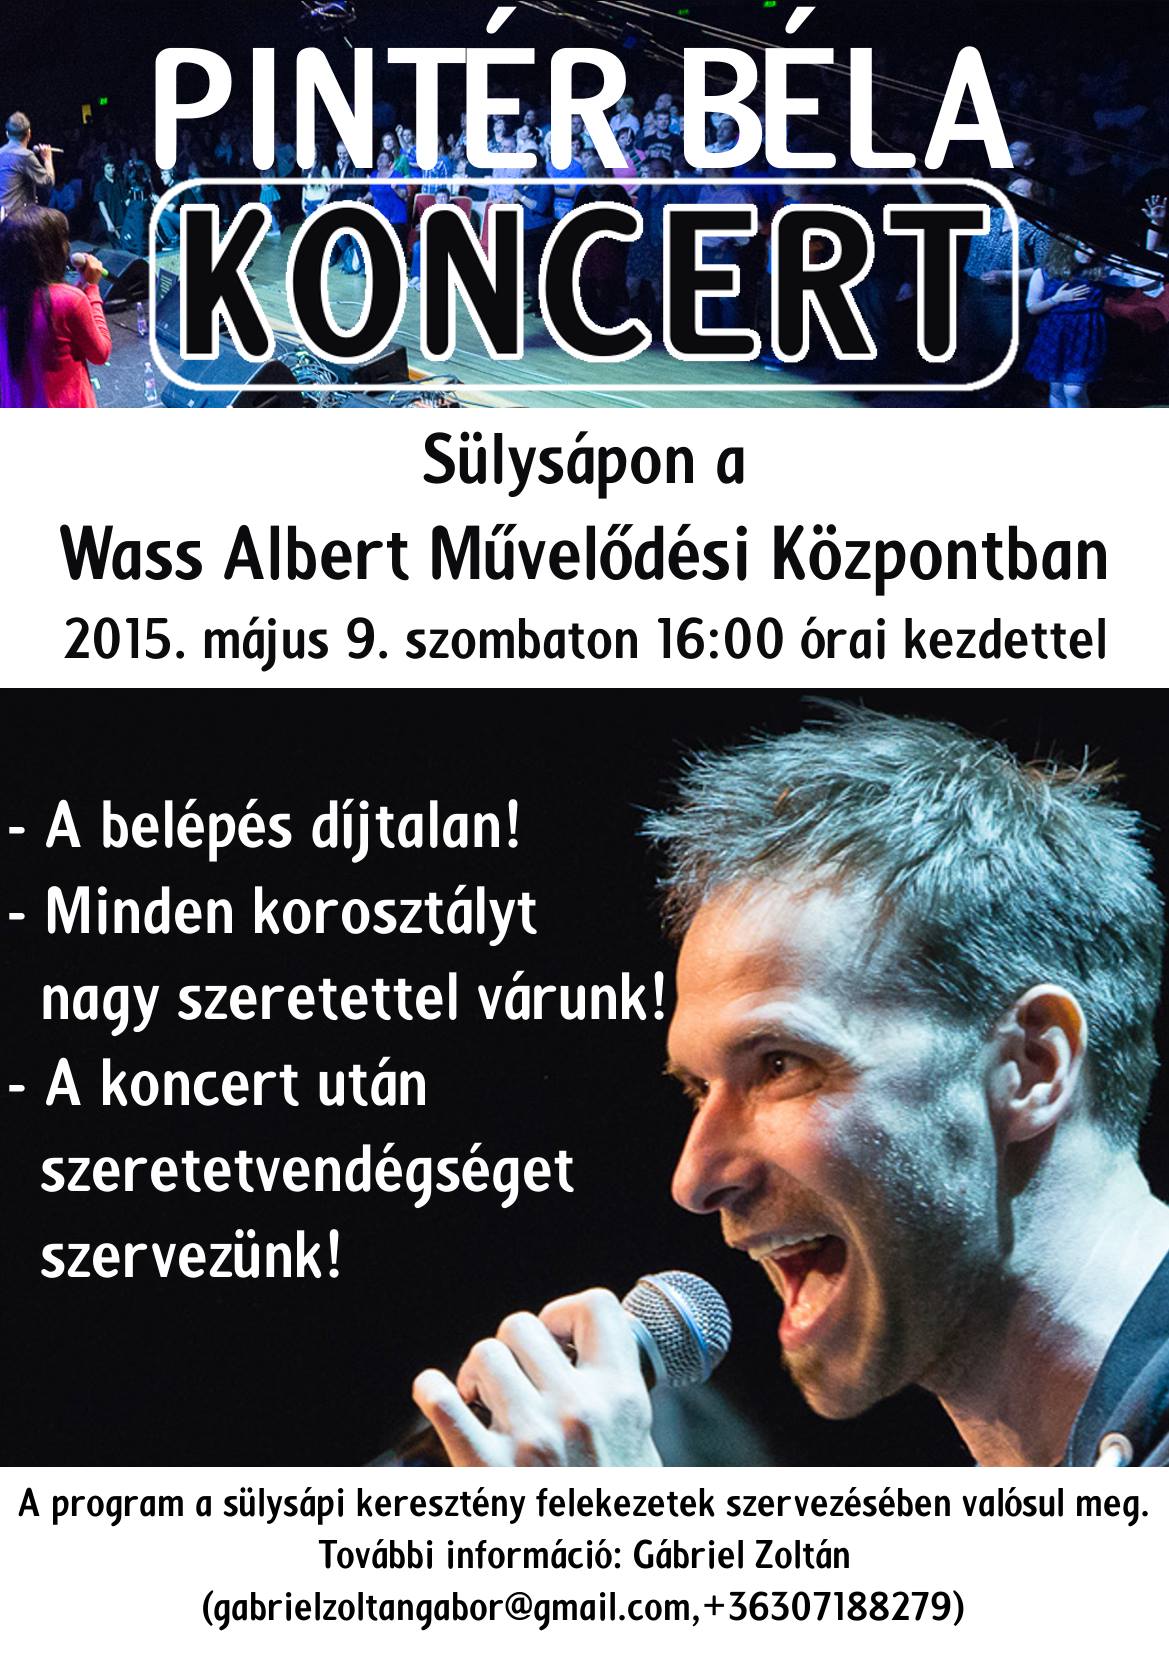 PINTÉR BÉLA
KONCERT
Sülysápon a
Wass Albert Művelődési Központban
2015. május 9. szombaton 16:00 órai kezdettel
- A belépés díjtalan!
- Minden korosztályt
nagy szeretettel várunk!
- A koncert után
szeretetvendégséget
szervezünk!
A program a sülysápi keresztény felekezetek szervezésében valósul meg.
További információ: Gábriel Zoltán
(gabrielzoltangabor@gmail.com,+36307188279)